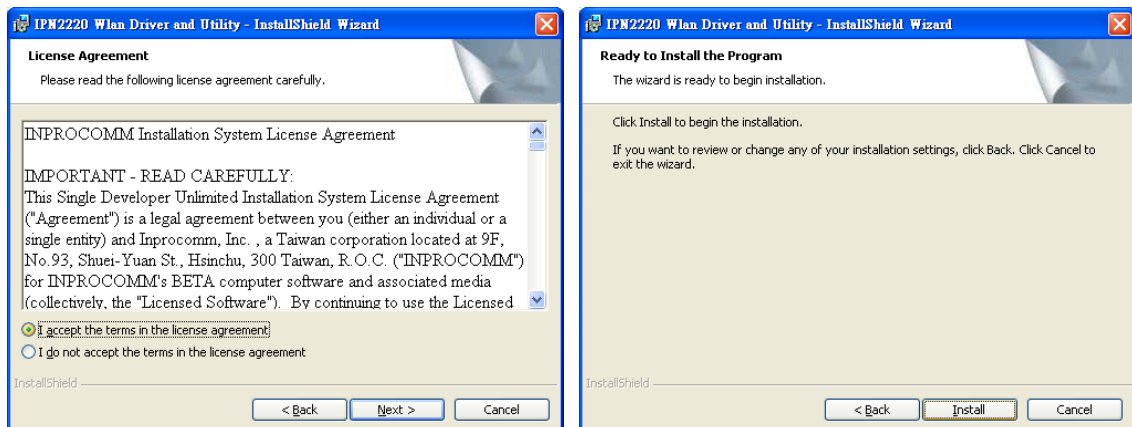 IPN2220 Wlan Driver and Utility - InstallShield Wizard
License Agreement
Please read the following license agreement carefully.
INPROCOMM Installation System License Agreement
IMPORTANT - READ CAREFULLY:
This Single Developer Unlimited Installation System License Agreement
("Agreement") is a legal agreement between you (either an individual or a
single entity) and Inprocomm, Inc. , a Taiwan corporation located at 9F,
No.93, Shuei-Yuan St., Hsinchu, 300 Taiwan, R.O.C. ("INPROCOMM")
for INPROCOMM's BETA computer software and associated media
(collectively, the "Licensed Software"). By continuing to use the Licensed
I accept the terms in the license agreement
I do not accept the terms in the license agreement
InstallShield
< Back
Next >
Cancel
IPN2220 Wlan Driver and Utility - InstallShield Wizard
Ready to Install the Program
The wizard is ready to begin installation.
Click Install to begin the installation.
If you want to review or change any of your installation settings, click Back. Click Cancel to
exit the wizard.
InstallShield
< Back
Install
Cancel